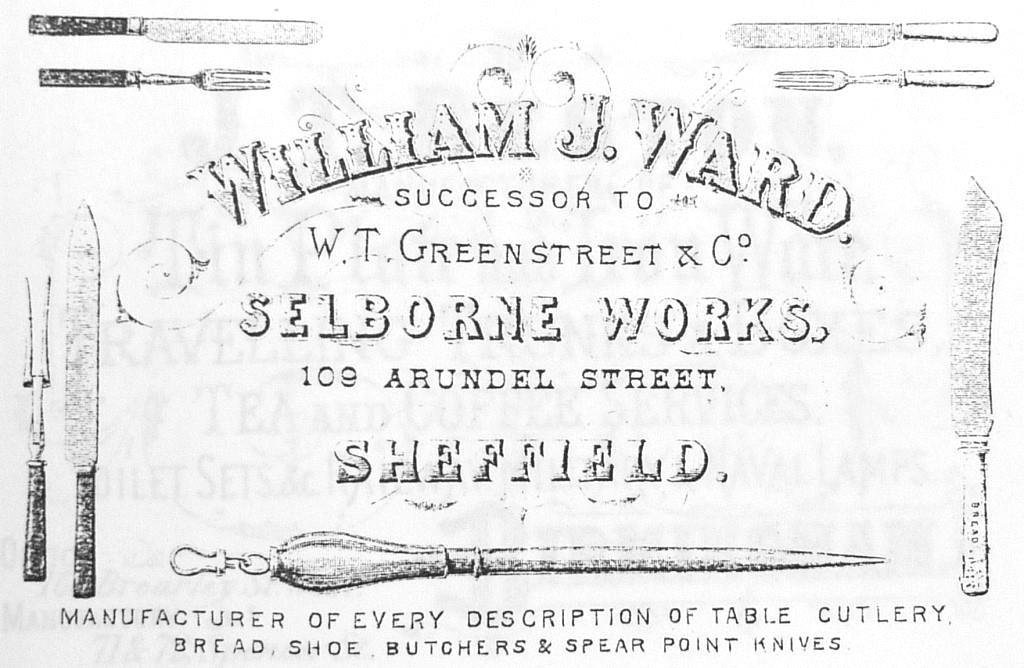 WILLIAM J. WARD,
SUCCESSOR TO
W.T. GREENSTREET & Cº
SELBORNE WORKS,
109 ARUNDEL STREET,
SHEFFIELD.
BREAD
MANUFACTURER OF EVERY DESCRIPTION OF TABLE CUTLERY,
BREAD, SHOE, BUTCHERS & SPEAR POINT KNIVES.